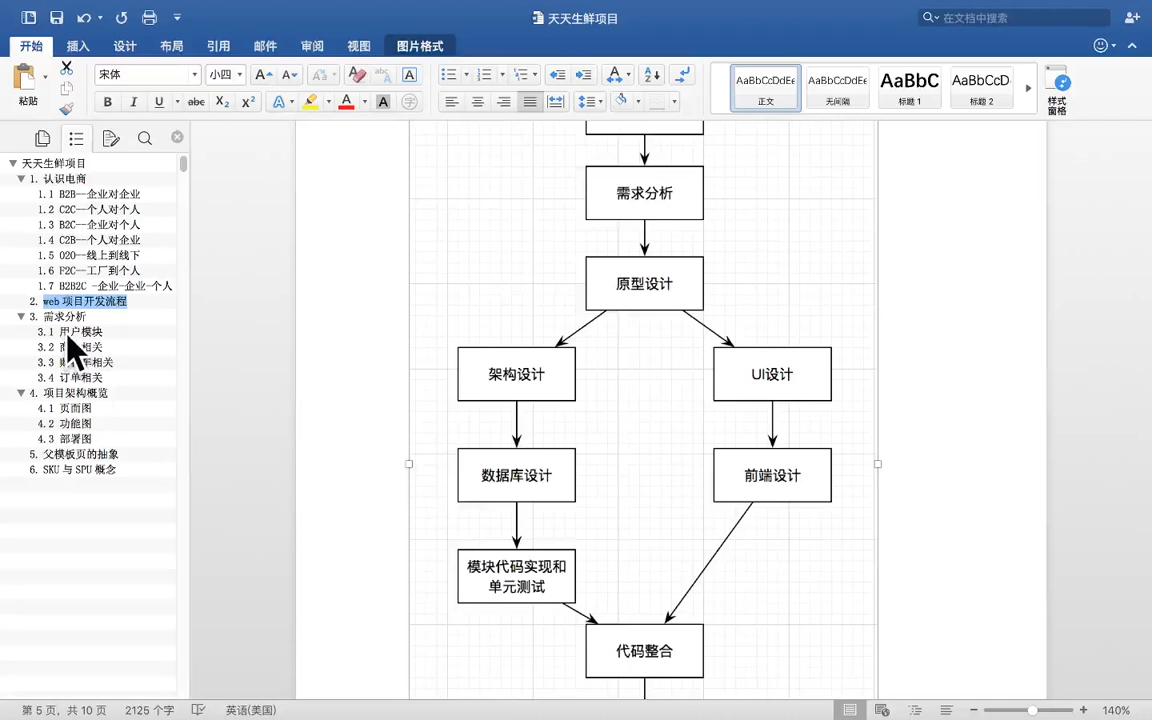 天天生鲜项目
在文档中搜索
开始 插入 设计 布局 引用 邮件 审阅 视图 图片格式
粘贴
宋体
小四
AaBbCcDdEe
正文
AaBbCcDdEe
无间隔
AaBbC
标题 1
AaBbCcD
标题 2
样式
窗格
天天生鲜项目
1. 认识电商
1.1 B2B--企业对企业
1.2 C2C--个人对个人
1.3 B2C--企业对个人
1.4 C2B--个人对企业
1.5 O2O--线上到线下
1.6 F2C--工厂到个人
1.7 B2B2C -企业-企业-个人
2. web 项目开发流程
3. 需求分析
3.1 用户模块
3.2 相关
3.3 相关
3.4 订单相关
4. 项目架构概览
4.1 页面图
4.2 功能图
4.3 部署图
5. 父模板页的抽象
6. SKU 与 SPU 概念
需求分析
原型设计
架构设计
UI设计
数据库设计
前端设计
模块代码实现和
单元测试
代码整合
第 5 页，共 10 页
2125 个字
英语(美国)
140%